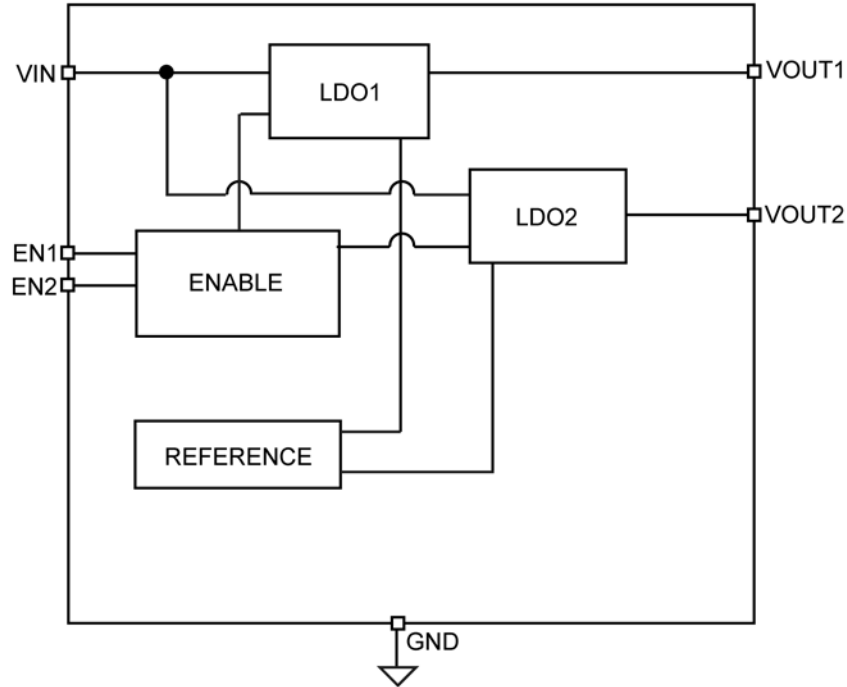 VIN
LDO1
VOUT1
LDO2
VOUT2
EN1
EN2
ENABLE
REFERENCE
GND